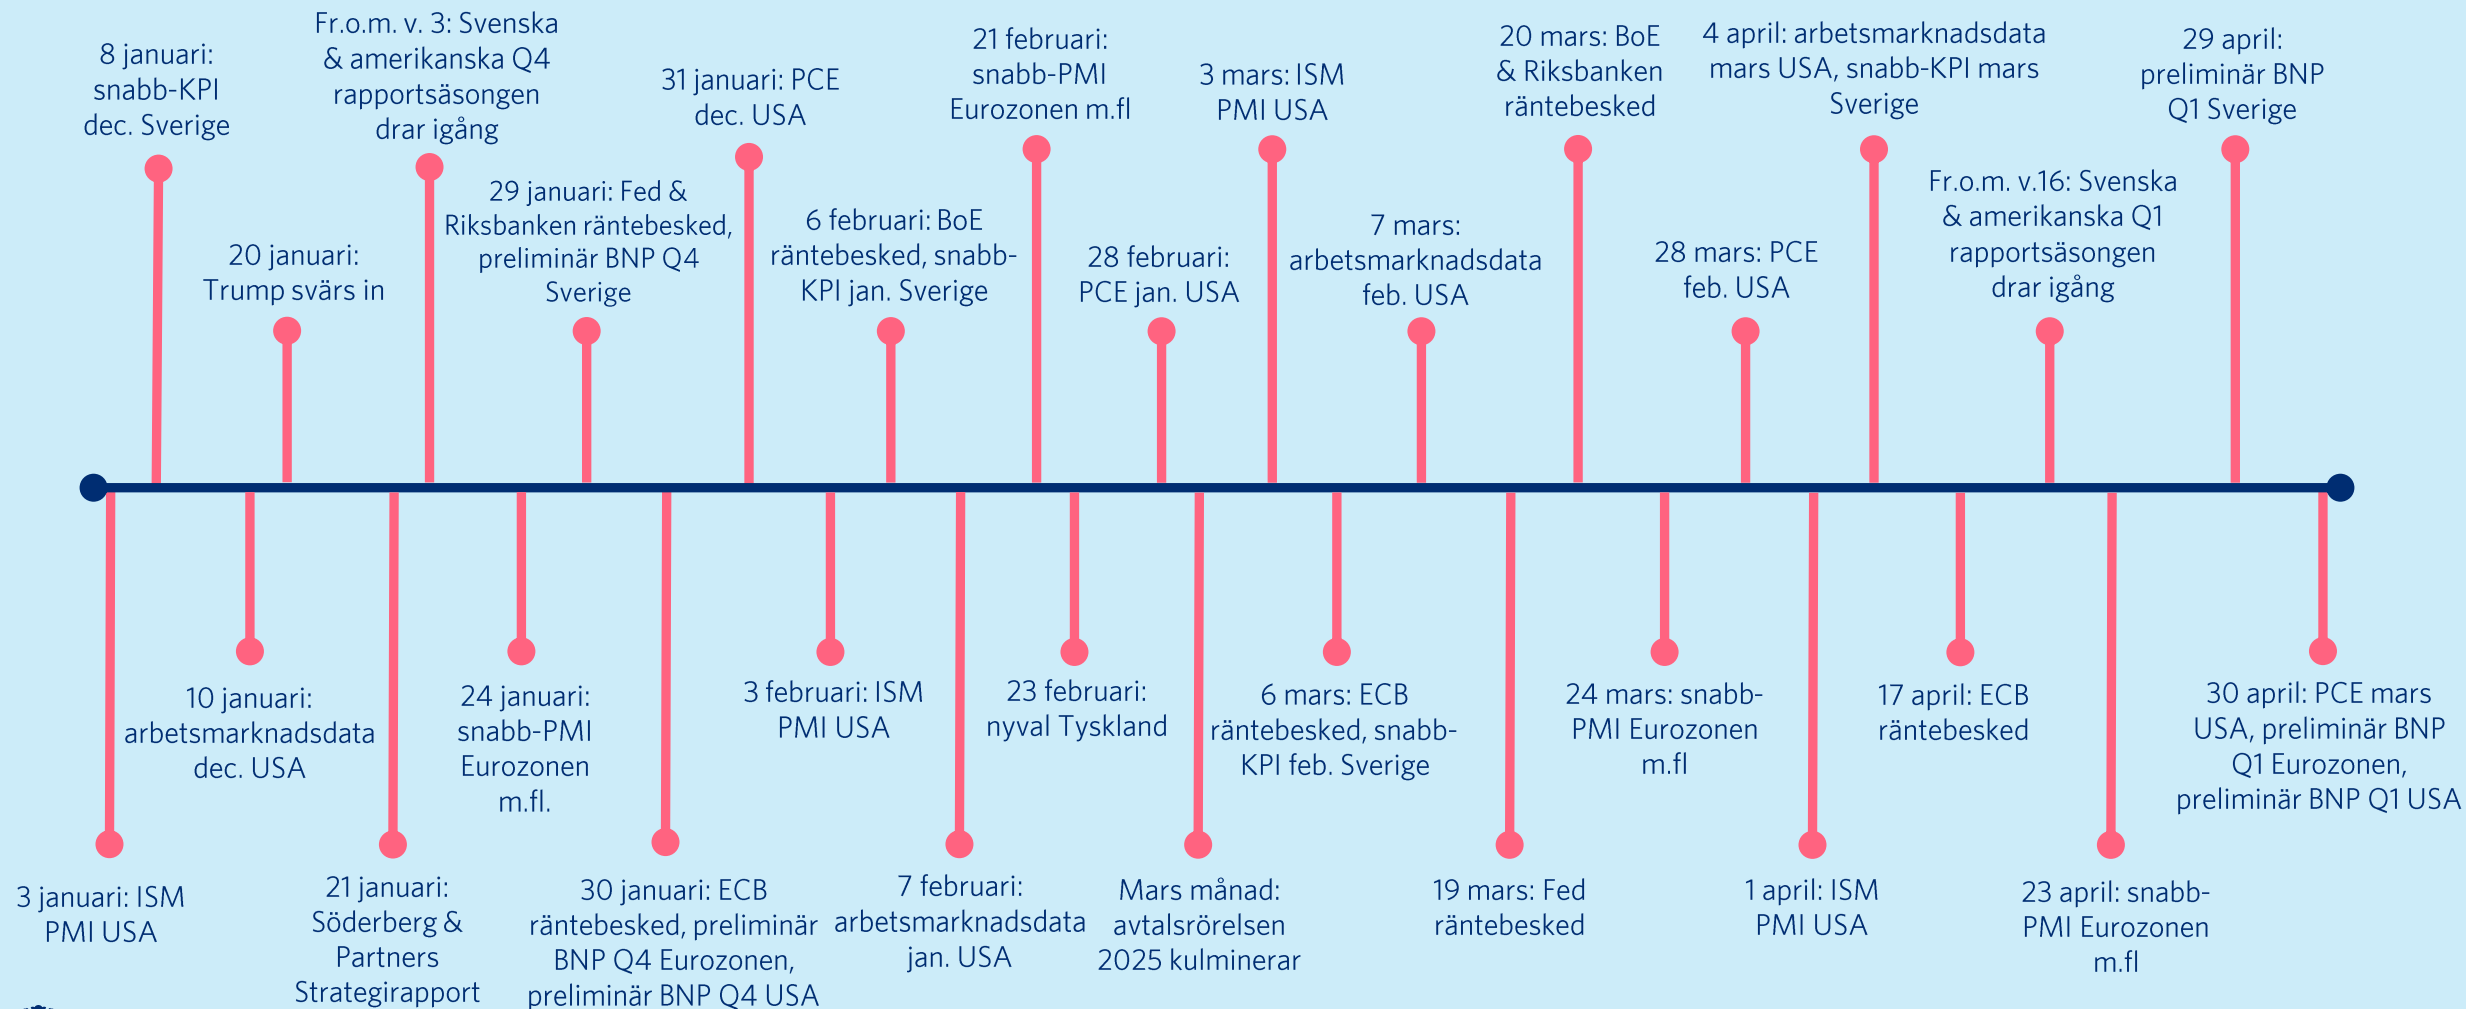 8 januari:
snabb-KPI
dec. Sverige
Fr.o.m. v. 3: Svenska
& amerikanska Q4
rapportsäsongen
drar igång
31 januari: PCE
dec. USA
21 februari:
snabb-PMI
Eurozonen m.fl
3 mars: ISM
PMI USA
20 mars: BoE
& Riksbanken
räntebesked
4 april: arbetsmarknadsdata
mars USA, snabb-KPI mars
Sverige
29 april:
preliminär BNP
Q1 Sverige
20 januari:
Trump svärs in
29 januari: Fed &
Riksbanken räntebesked,
preliminär BNP Q4
Sverige
6 februari: BoE
räntebesked, snabb-
KPI jan. Sverige
28 februari:
PCE jan. USA
7 mars:
arbetsmarknadsdata
feb. USA
28 mars: PCE
feb. USA
Fr.o.m. v.16: Svenska
& amerikanska Q1
rapportsäsongen
drar igång
10 januari:
arbetsmarknadsdata
dec. USA
24 januari:
snabb-PMI
Eurozonen
m.fl.
3 februari: ISM
PMI USA
23 februari:
nyval Tyskland
6 mars: ECB
räntebesked, snabb-
KPI feb. Sverige
24 mars: snabb-
PMI Eurozonen
m.fl
17 april: ECB
räntebesked
30 april: PCE mars
USA, preliminär BNP
Q1 Eurozonen,
preliminär BNP Q1 USA
3 januari: ISM
PMI USA
21 januari:
Söderberg &
Partners
Strategirapport
30 januari: ECB
räntebesked, preliminär
BNP Q4 Eurozonen,
preliminär BNP Q4 USA
7 februari:
arbetsmarknadsdata
jan. USA
Mars månad:
avtalsrörelsen
2025 kulminerar
19 mars: Fed
räntebesked
1 april: ISM
PMI USA
23 april: snabb-
PMI Eurozonen
m.fl